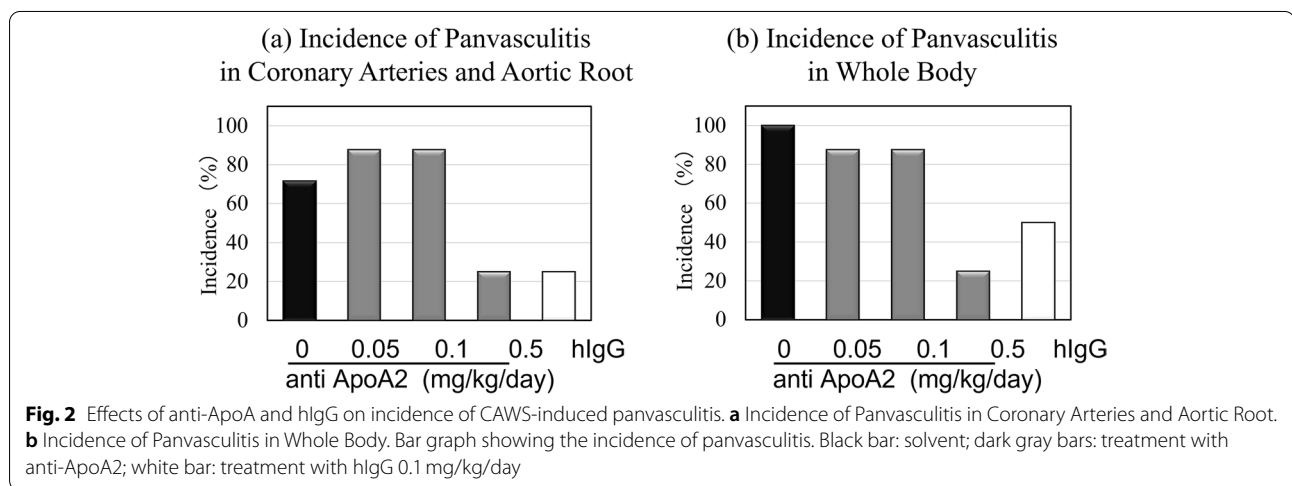 (a) Incidence of Panvasculitis
in Coronary Arteries and Aortic Root
100
80
60
40
20
0
Incidence (%)
0 0.05 0.1 0.5 hIgG
anti ApoA2 (mg/kg/day)
(b) Incidence of Panvasculitis
in Whole Body
100
80
60
40
20
0
Incidence (%)
0 0.05 0.1 0.5 hIgG
anti ApoA2 (mg/kg/day)
Fig. 2 Effects of anti-ApoA and hIgG on incidence of CAWS-induced panvasculitis. a Incidence of Panvasculitis in Coronary Arteries and Aortic Root.
b Incidence of Panvasculitis in Whole Body. Bar graph showing the incidence of panvasculitis. Black bar: solvent; dark gray bars: treatment with
anti-ApoA2; white bar: treatment with hIgG 0.1 mg/kg/day